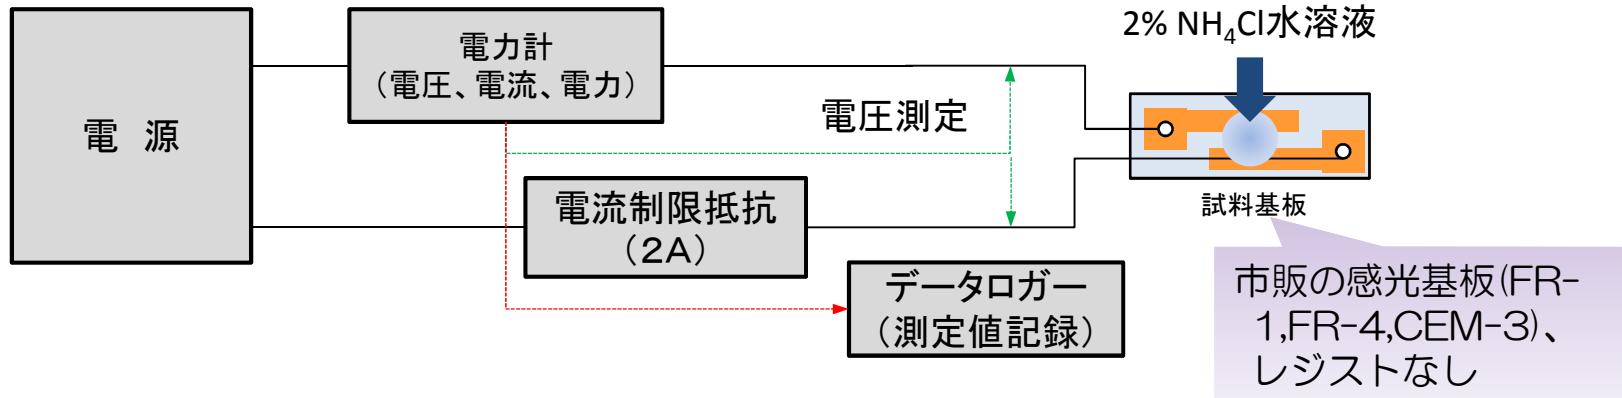 2% NH₄Cl水溶液
電力計
(電圧、電流、電力)
電 源
電圧測定
試料基板
電流制限抵抗
(2A)
データロガー
(測定値記録)
市販の感光基板(FR-
1,FR-4,CEM-3)、
レジストなし